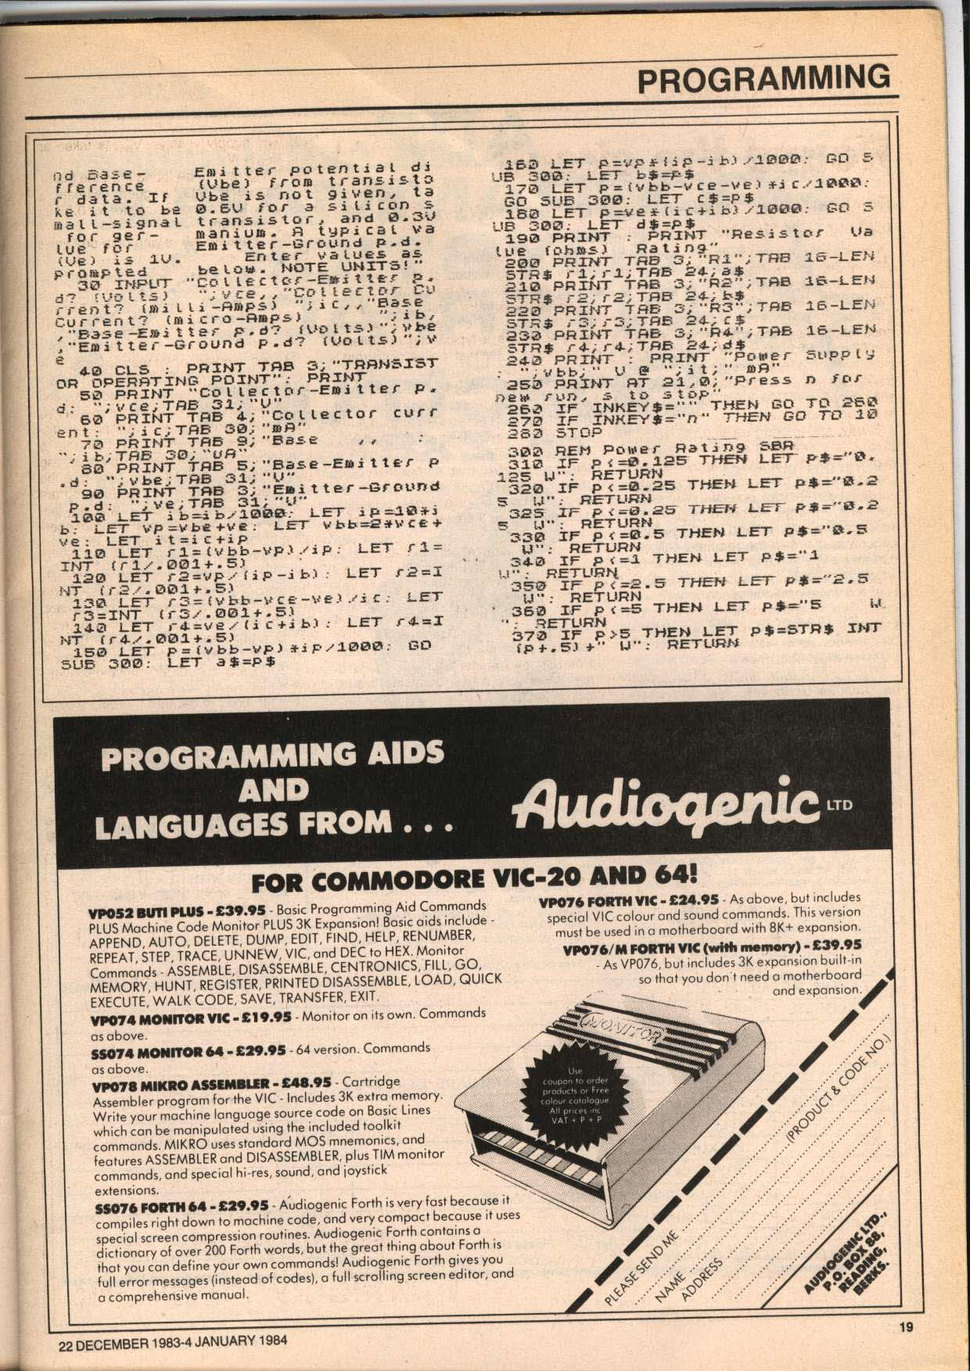 PROGRAMMING
nd Base-      Emitter potential di
fference      (Vbe) from transisto
r data. If    Vbe is not given, ta
ke it to be   0.6V for a silicon s
mall-signal   transistor, and 0.3V
for ger-      manium. A typical va
lue for       Emitter-Ground p.d.
(Ve) is 1V.      Enter values as
prompted      below. NOTE UNITS!"
30 INPUT "Collector-Emitter p.
d? (Volts)   ";vce,,"Collector Cu
rrent? (milli-Amps) ";ic,,"Base
Current? (micro-Amps)      ";ib,
,"Base-Emitter p.d? (Volts)";vbe
,"Emitter-Ground p.d? (Volts)";v
e
40 CLS : PRINT TAB 3;"TRANSIST
OR OPERATING POINT": PRINT
50 PRINT "Collector-Emitter p.
d: ";vce;TAB 31;"V"
60 PRINT TAB 4;"Collector curr
ent: ";ic;TAB 30;"mA"
70 PRINT TAB 9;"Base    ,,   :
";ib;TAB 30;"uA"
80 PRINT TAB 5;"Base-Emitter p
.d: ";vbe;TAB 31;"V"
90 PRINT TAB 3;"Emitter-Ground
p.d: ";ve;TAB 31;"V"
100 LET ib=ib/1000: LET ip=10*i
b: LET vp=vbe+ve: LET vbb=2*vce+
ve: LET it=ic+ip
110 LET r1=(vbb-vp)/ip: LET r1=
INT (r1/.001+.5)
120 LET r2=vp/(ip-ib): LET r2=I
NT (r2/.001+.5)
130 LET r3=(vbb-vce-ve)/ic: LET
r3=INT (r3/.001+.5)
140 LET r4=ve/(ic+ib): LET r4=I
NT (r4/.001+.5)
150 LET p=(vbb-vp)*ip/1000: GO
SUB 300: LET a$=p$
160 LET p=vp*(ip-ib)/1000: GO S
UB 300: LET b$=p$
170 LET p=(vbb-vce-ve)*ic/1000:
GO SUB 300: LET c$=p$
180 LET p=ve*(ic+ib)/1000: GO S
UB 300: LET d$=p$
190 PRINT : PRINT "Resistor  Va
lue (ohms)  Rating"
200 PRINT TAB 3;"R1";TAB 16-LEN
STR$ r1;r1;TAB 24;a$
210 PRINT TAB 3;"R2";TAB 16-LEN
STR$ r2;r2;TAB 24;b$
220 PRINT TAB 3;"R3";TAB 16-LEN
STR$ r3;r3;TAB 24;c$
230 PRINT TAB 3;"R4";TAB 16-LEN
STR$ r4;r4;TAB 24;d$
240 PRINT : PRINT "Power Supply
: ";vbb;" V @ ";it;" mA"
250 PRINT AT 21,0;"Press n for
new run, s to stop"
260 IF INKEY$="" THEN GO TO 260
270 IF INKEY$="n" THEN GO TO 10
280 STOP
300 REM Power Rating SBR
310 IF p<=0.125 THEN LET p$="0.
125 W": RETURN
320 IF p<=0.25 THEN LET p$="0.2
5  W": RETURN
325 IF p<=0.25 THEN LET p$="0.2
5  W": RETURN
330 IF p<=0.5 THEN LET p$="0.5
W": RETURN
340 IF p<=1 THEN LET p$="1
W": RETURN
350 IF p<=2.5 THEN LET p$="2.5
W": RETURN
360 IF p<=5 THEN LET p$="5    W
": RETURN
370 IF p>5 THEN LET p$=STR$ INT
(p+.5)+" W": RETURN
PROGRAMMING AIDS
AND
LANGUAGES FROM . . .
Audiogenic LTD
FOR COMMODORE VIC-20 AND 64!
VP052 BUTI PLUS - £39.95 - Basic Programming Aid Commands
PLUS Machine Code Monitor PLUS 3K Expansion! Basic aids include -
APPEND, AUTO, DELETE, DUMP, EDIT, FIND, HELP, RENUMBER,
REPEAT, STEP, TRACE, UNNEW, VIC, and DEC to HEX. Monitor
Commands - ASSEMBLE, DISASSEMBLE, CENTRONICS, FILL, GO,
MEMORY, HUNT, REGISTER, PRINTED DISASSEMBLE, LOAD, QUICK
EXECUTE, WALK CODE, SAVE, TRANSFER, EXIT.
VP074 MONITOR VIC - £19.95 - Monitor on its own. Commands
as above.
SS074 MONITOR 64 - £29.95 - 64 version. Commands
as above.
VP078 MIKRO ASSEMBLER - £48.95 - Cartridge
Assembler program for the VIC - Includes 3K extra memory.
Write your machine language source code on Basic Lines
which can be manipulated using the included toolkit
commands. MIKRO uses standard MOS mnemonics, and
features ASSEMBLER and DISASSEMBLER, plus TIM monitor
commands, and special hi-res, sound, and joystick
extensions.
SS076 FORTH 64 - £29.95 - Audiogenic Forth is very fast because it
compiles right down to machine code, and very compact because it uses
special screen compression routines. Audiogenic Forth contains a
dictionary of over 200 Forth words, but the great thing about Forth is
that you can define your own commands! Audiogenic Forth gives you
full error messages (instead of codes), a full scrolling screen editor, and
a comprehensive manual.
VP076 FORTH VIC - £24.95 - As above, but includes
special VIC colour and sound commands. This version
must be used in a motherboard with 8K+ expansion.
VP076/M FORTH VIC (with memory) - £39.95
- As VP076, but includes 3K expansion built-in
so that you don't need a motherboard
and expansion.
MONITOR
Use
coupon to order
products or Free
colour catalogue.
All prices inc
VAT + P + P
PLEASE SEND ME
(PRODUCT & CODE NO.)
NAME
ADDRESS
AUDIOGENIC LTD.,
P.O. BOX 88,
READING,
BERKS.
22 DECEMBER 1983-4 JANUARY 1984
19